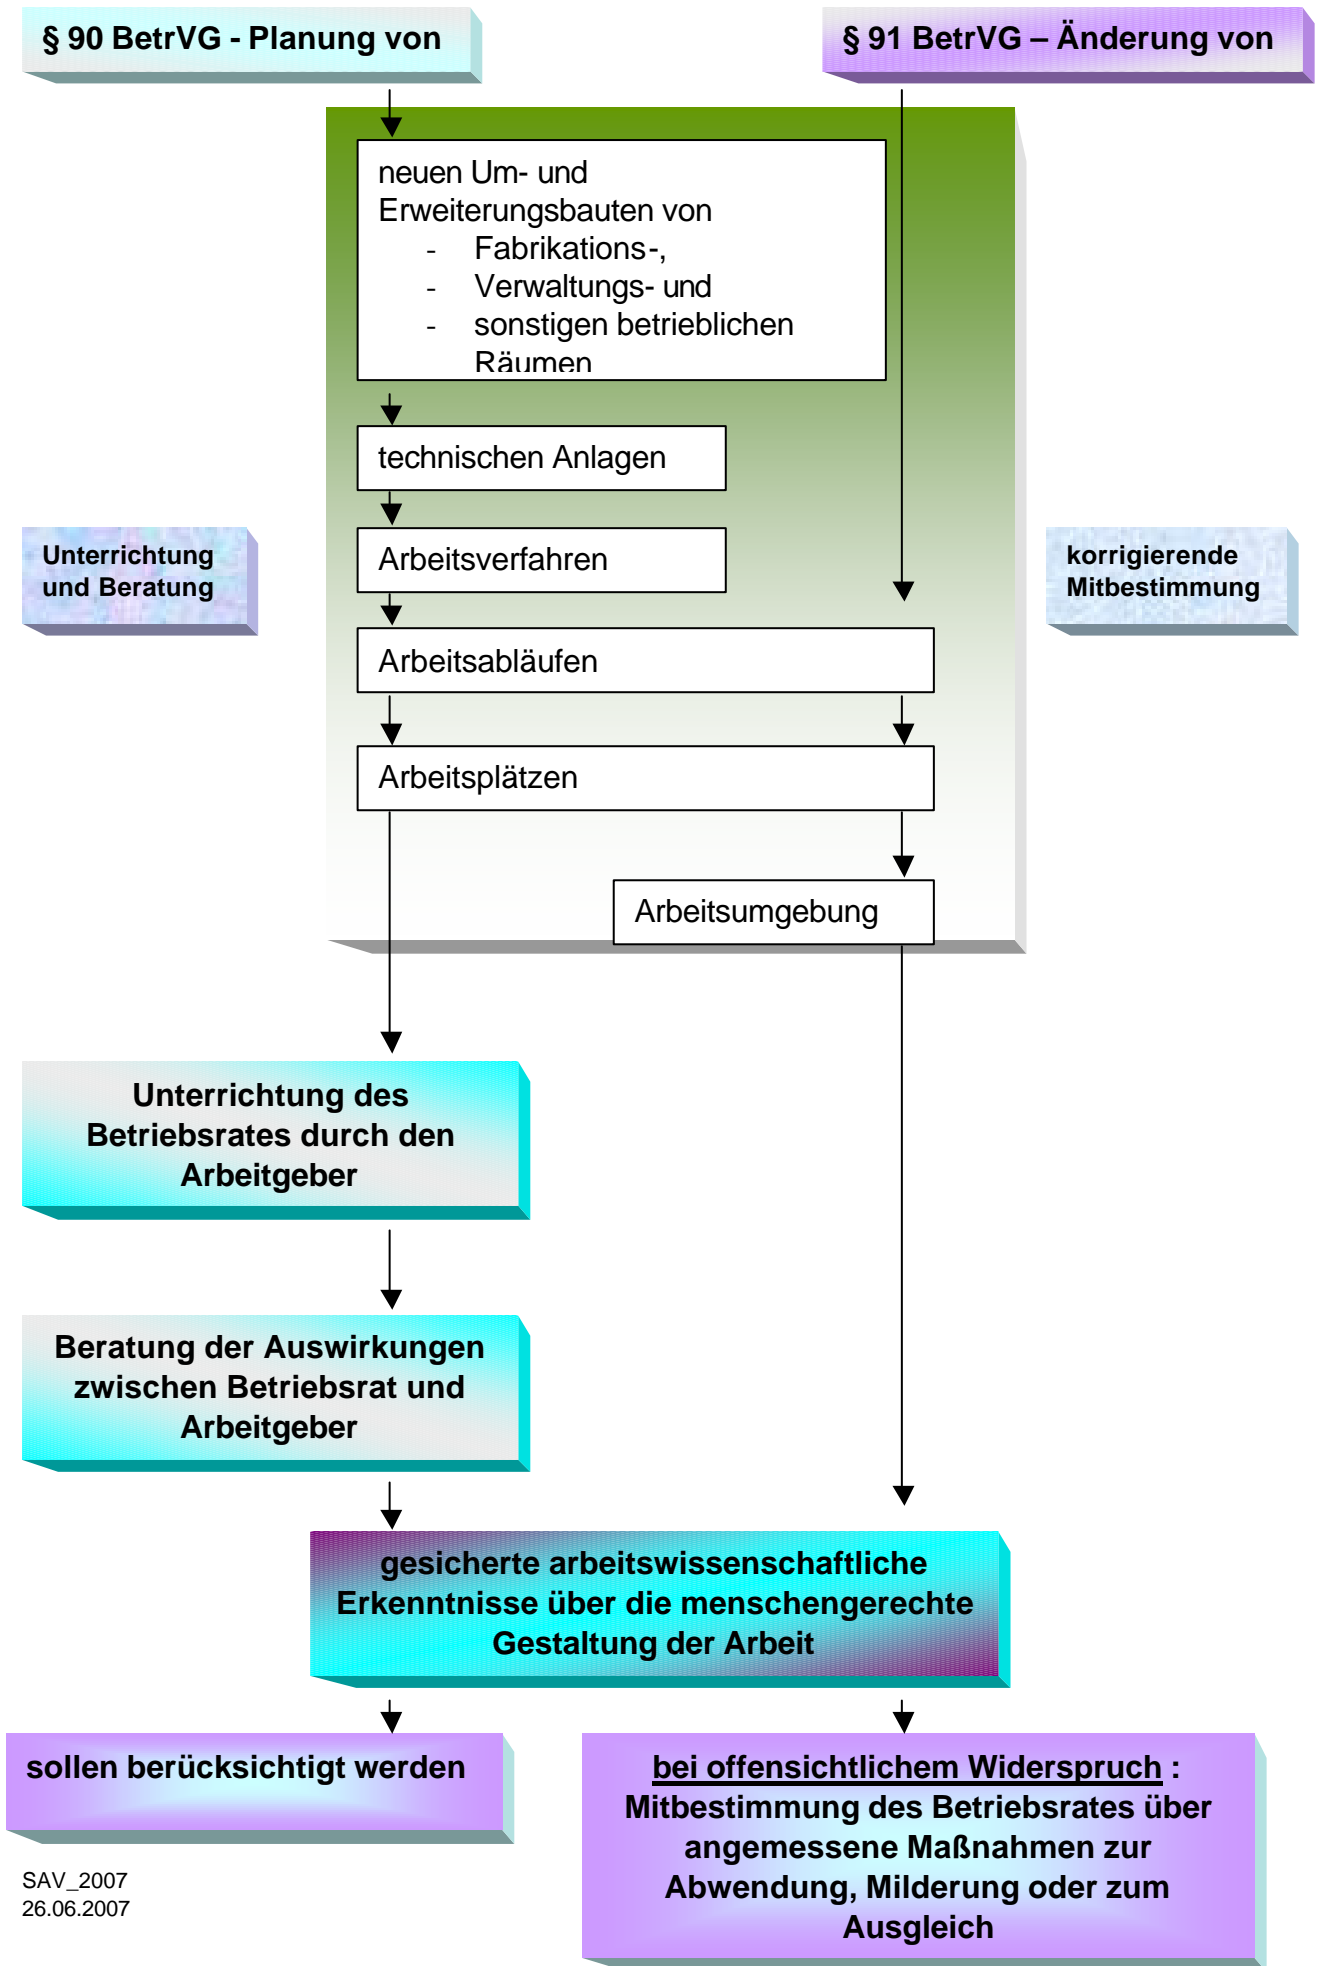 § 90 BetrVG - Planung von
§ 91 BetrVG – Änderung von
neuen Um- und
Erweiterungsbauten von
- Fabrikations-,
- Verwaltungs- und
- sonstigen betrieblichen
Räumen
technischen Anlagen
Arbeitsverfahren
Unterrichtung
und Beratung
korrigierende
Mitbestimmung
Arbeitsabläufen
Arbeitsplätzen
Arbeitsumgebung
Unterrichtung des
Betriebsrates durch den
Arbeitgeber
Beratung der Auswirkungen
zwischen Betriebsrat und
Arbeitgeber
gesicherte arbeitswissenschaftliche
Erkenntnisse über die menschengerechte
Gestaltung der Arbeit
sollen berücksichtigt werden
bei offensichtlichem Widerspruch :
Mitbestimmung des Betriebsrates über
angemessene Maßnahmen zur
Abwendung, Milderung oder zum
Ausgleich
SAV_2007
26.06.2007